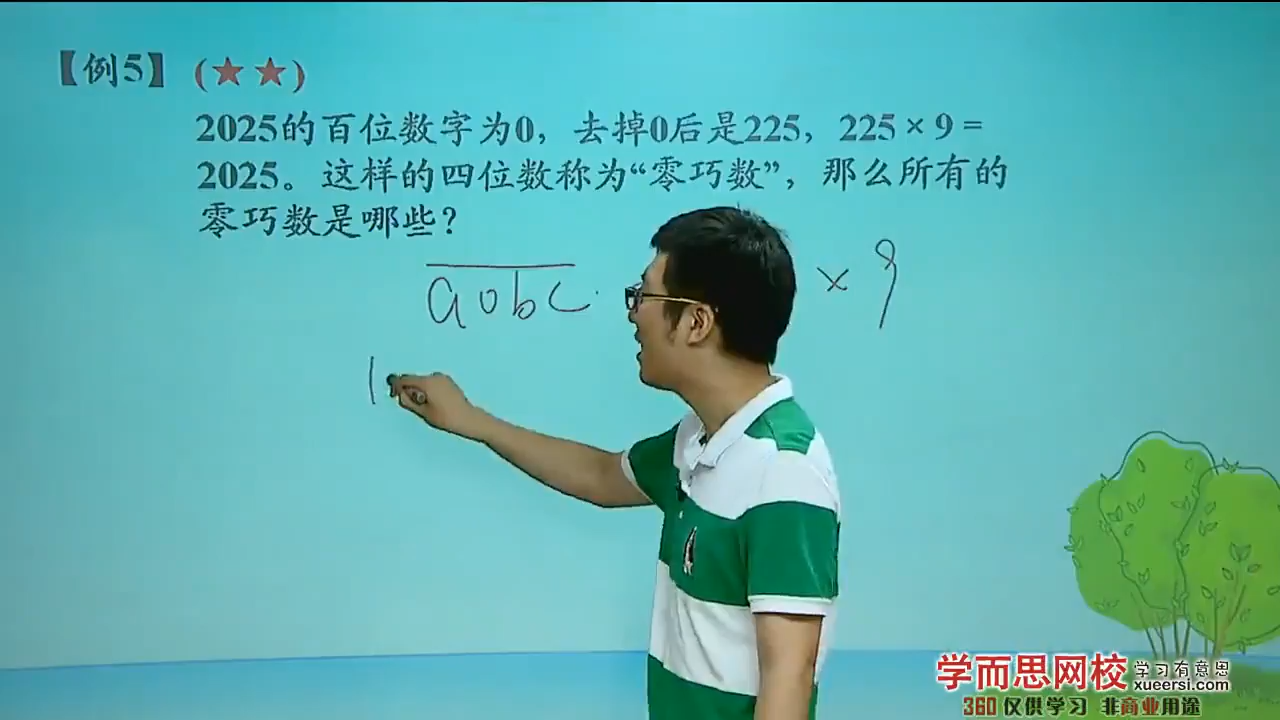 【例5】(★★)
2025的百位数字为0，去掉0后是225，225×9=
2025。这样的四位数称为“零巧数”，那么所有的
零巧数是哪些？
a0bc × 9
1
学而思网校 学习有意思
xueersi.com
360 仅供学习 非商业用途